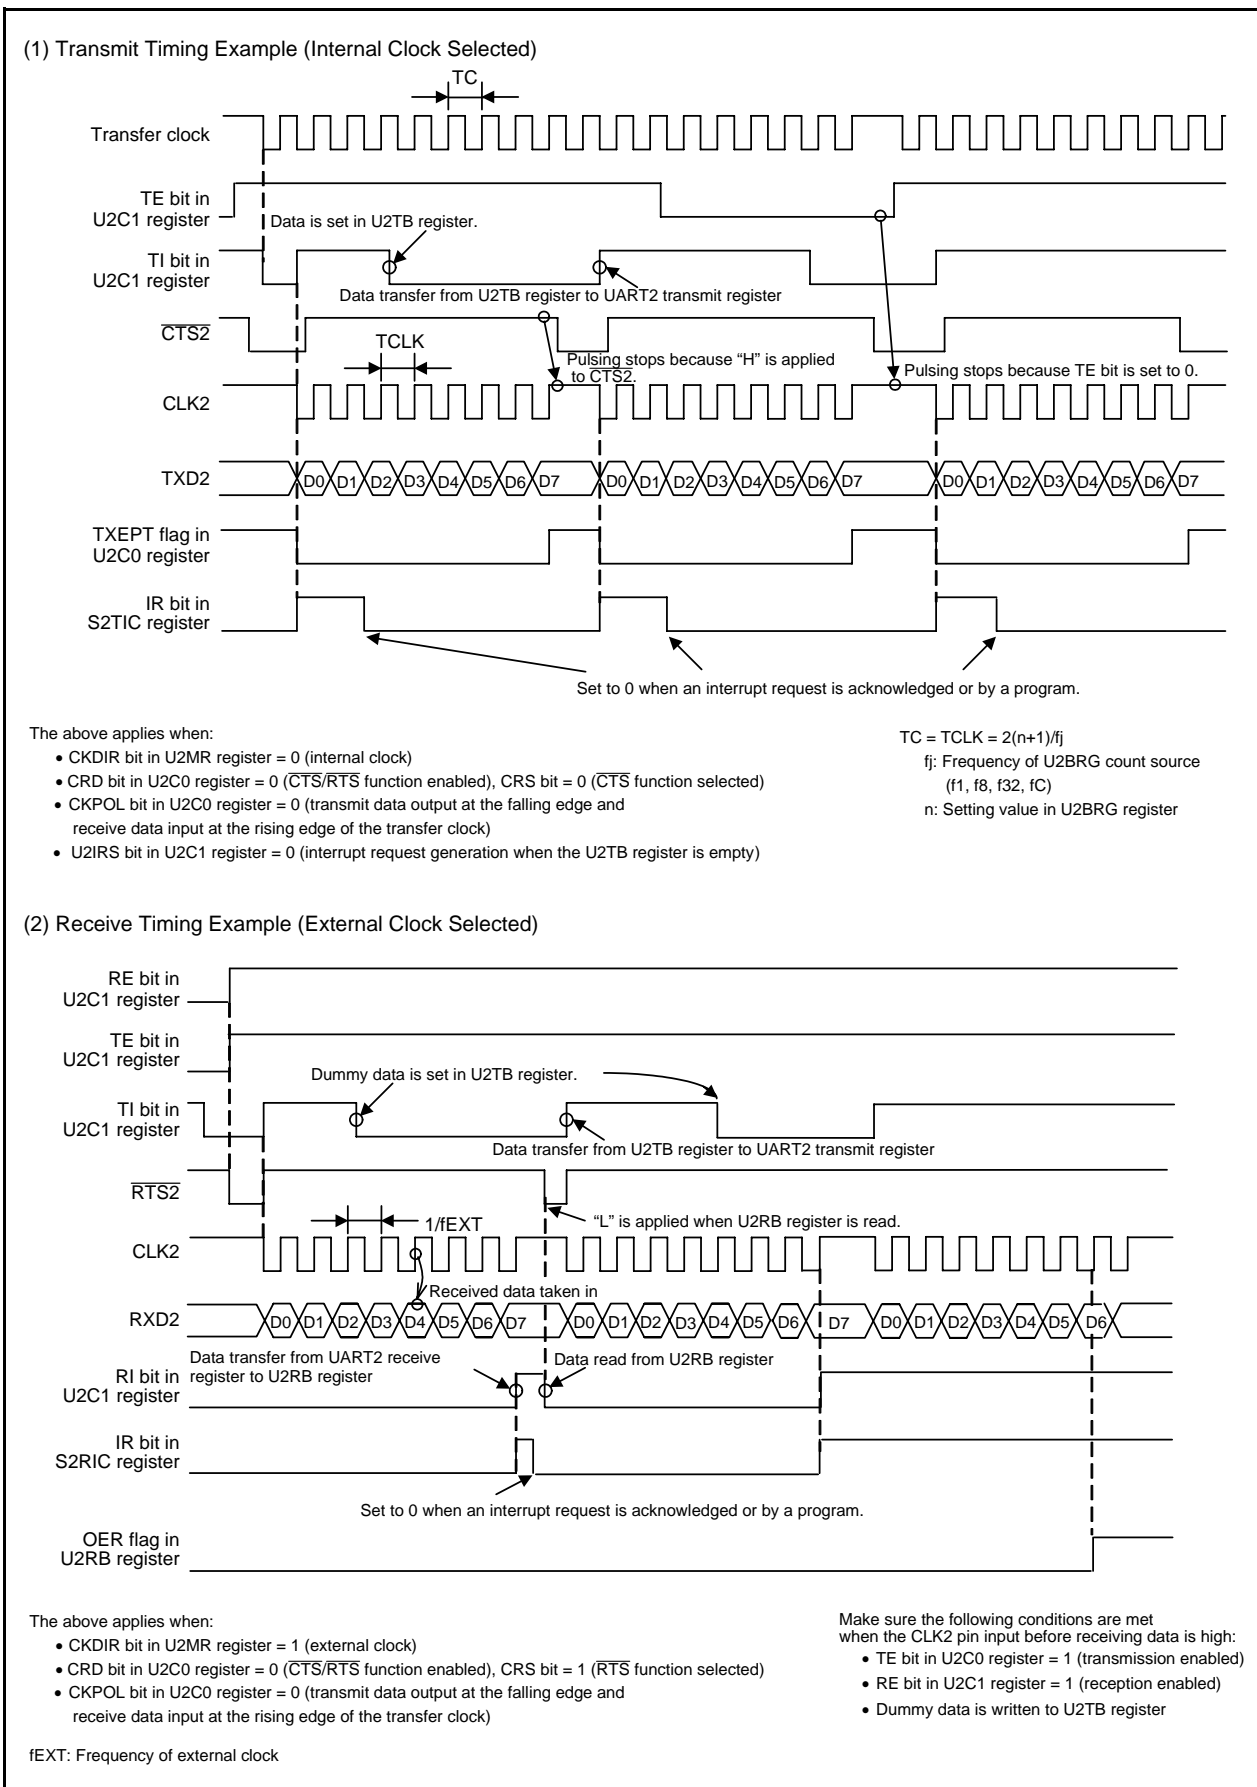 (1) Transmit Timing Example (Internal Clock Selected)
TC
Transfer clock
TE bit in
U2C1 register
Data is set in U2TB register.
TI bit in
U2C1 register
Data transfer from U2TB register to UART2 transmit register
CTS2
TCLK
Pulsing stops because “H” is applied
to CTS2.
Pulsing stops because TE bit is set to 0.
CLK2
TXD2
D0 D1 D2 D3 D4 D5 D6 D7 D0 D1 D2 D3 D4 D5 D6 D7 D0 D1 D2 D3 D4 D5 D6 D7
TXEPT flag in
U2C0 register
IR bit in
S2TIC register
Set to 0 when an interrupt request is acknowledged or by a program.
The above applies when:
• CKDIR bit in U2MR register = 0 (internal clock)
• CRD bit in U2C0 register = 0 (CTS/RTS function enabled), CRS bit = 0 (CTS function selected)
• CKPOL bit in U2C0 register = 0 (transmit data output at the falling edge and
receive data input at the rising edge of the transfer clock)
• U2IRS bit in U2C1 register = 0 (interrupt request generation when the U2TB register is empty)
TC = TCLK = 2(n+1)/fj
fj: Frequency of U2BRG count source
(f1, f8, f32, fC)
n: Setting value in U2BRG register
(2) Receive Timing Example (External Clock Selected)
RE bit in
U2C1 register
TE bit in
U2C1 register
Dummy data is set in U2TB register.
TI bit in
U2C1 register
Data transfer from U2TB register to UART2 transmit register
RTS2
1/fEXT
“L” is applied when U2RB register is read.
CLK2
Received data taken in
RXD2
D0 D1 D2 D3 D4 D5 D6 D7 D0 D1 D2 D3 D4 D5 D6 D7 D0 D1 D2 D3 D4 D5 D6
Data transfer from UART2 receive
register to U2RB register
Data read from U2RB register
RI bit in
U2C1 register
IR bit in
S2RIC register
Set to 0 when an interrupt request is acknowledged or by a program.
OER flag in
U2RB register
The above applies when:
• CKDIR bit in U2MR register = 1 (external clock)
• CRD bit in U2C0 register = 0 (CTS/RTS function enabled), CRS bit = 1 (RTS function selected)
• CKPOL bit in U2C0 register = 0 (transmit data output at the falling edge and
receive data input at the rising edge of the transfer clock)
fEXT: Frequency of external clock
Make sure the following conditions are met
when the CLK2 pin input before receiving data is high:
• TE bit in U2C0 register = 1 (transmission enabled)
• RE bit in U2C1 register = 1 (reception enabled)
• Dummy data is written to U2TB register